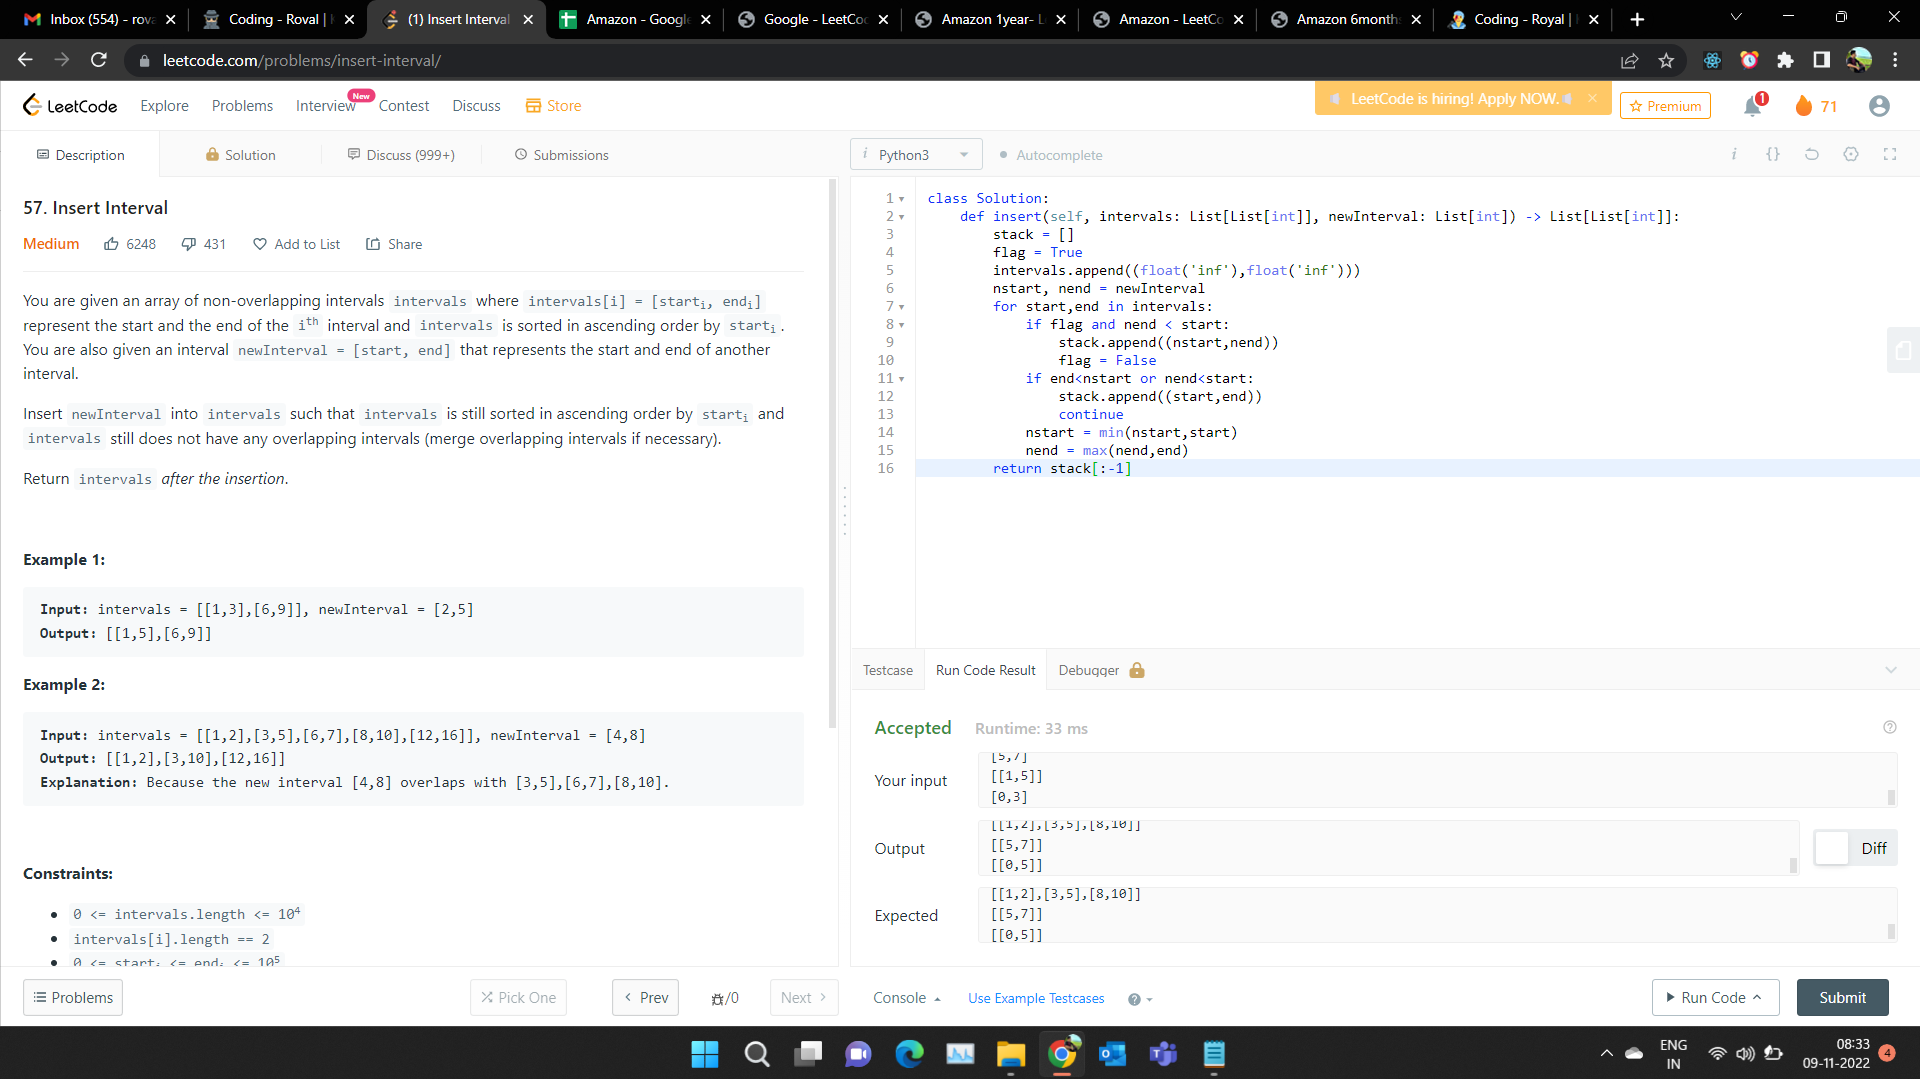 Inbox (554) - rova
Coding - Roval |
(1) Insert Interval
Amazon - Google
Google - LeetCo
Amazon 1year- L
Amazon - LeetCo
Amazon 6month
Coding - Royal |
leetcode.com/problems/insert-interval/
LeetCode
Explore
Problems
Interview
New
Contest
Discuss
Store
LeetCode is hiring! Apply NOW.
Premium
1
71
Description
Solution
Discuss (999+)
Submissions
i Python3
Autocomplete
i {}
57. Insert Interval
Medium 6248 431 Add to List Share
You are given an array of non-overlapping intervals intervals where intervals[i] = [starti, endi]
represent the start and the end of the ith interval and intervals is sorted in ascending order by starti.
You are also given an interval newInterval = [start, end] that represents the start and end of another
interval.
Insert newInterval into intervals such that intervals is still sorted in ascending order by starti and
intervals still does not have any overlapping intervals (merge overlapping intervals if necessary).
Return intervals after the insertion.
Example 1:
Input: intervals = [[1,3],[6,9]], newInterval = [2,5]
Output: [[1,5],[6,9]]
Example 2:
Input: intervals = [[1,2],[3,5],[6,7],[8,10],[12,16]], newInterval = [4,8]
Output: [[1,2],[3,10],[12,16]]
Explanation: Because the new interval [4,8] overlaps with [3,5],[6,7],[8,10].
Constraints:
0 <= intervals.length <= 10⁴
intervals[i].length == 2
0 <= starti <= endi <= 10⁵
1 class Solution:
2 def insert(self, intervals: List[List[int]], newInterval: List[int]) -> List[List[int]]:
3 stack = []
4 flag = True
5 intervals.append((float('inf'),float('inf')))
6 nstart, nend = newInterval
7 for start,end in intervals:
8 if flag and nend < start:
9 stack.append((nstart,nend))
10 flag = False
11 if end<nstart or nend<start:
12 stack.append((start,end))
13 continue
14 nstart = min(nstart,start)
15 nend = max(nend,end)
16 return stack[:-1]
Testcase
Run Code Result
Debugger
Accepted
Runtime: 33 ms
Your input
[5,7]
[[1,5]]
[0,3]
Output
[[1,2],[3,5],[8,10]]
[[5,7]]
[[0,5]]
Diff
Expected
[[1,2],[3,5],[8,10]]
[[5,7]]
[[0,5]]
Problems
Pick One
Prev
/0
Next
Console
Use Example Testcases
Run Code
Submit
ENG
IN
08:33
09-11-2022
4